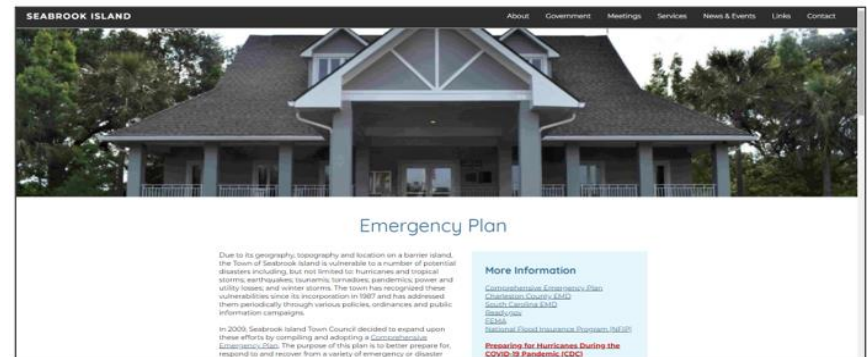 SEABROOK ISLAND
About Government Meetings Services News & Events Links Contact
Emergency Plan
Due to its geography, topography and location on a barrier island,
the Town of Seabrook Island is vulnerable to a number of potential
disasters including, but not limited to: hurricanes and tropical
storms; earthquakes; tsunamis; tornadoes; pandemics; power and
utility losses; and winter storms. The town has recognized these
vulnerabilities since its incorporation in 1987 and has addressed
them periodically through various policies, ordinances and public
information campaigns.
In 2009, Seabrook Island Town Council decided to expand upon
these efforts by compiling and adopting a Comprehensive
Emergency Plan. The purpose of this plan is to better prepare for,
respond to and recover from a variety of emergency or disaster
More Information
Comprehensive Emergency Plan
Charleston County EMD
South Carolina EMD
Ready.gov
FEMA
National Flood Insurance Program (NFIP)
Preparing for Hurricanes During the
COVID-19 Pandemic (CDC)